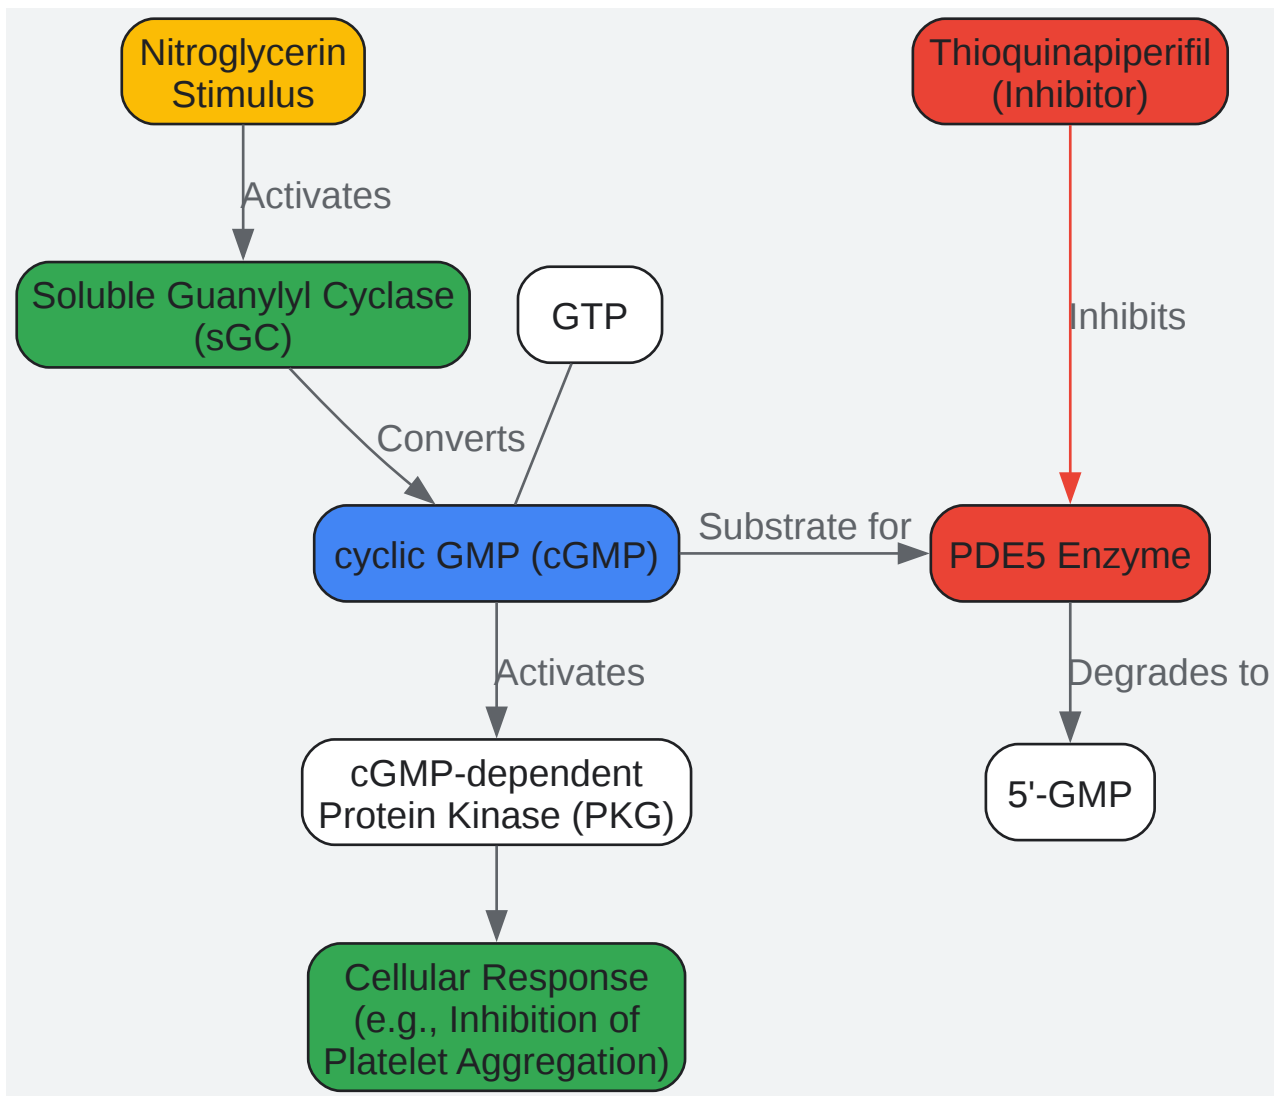 Nitroglycerin
Stimulus
Thioquinapiperifil
(Inhibitor)
Activates
Soluble Guanylyl Cyclase
(sGC)
GTP
Inhibits
Converts
cyclic GMP (cGMP)
Substrate for
PDE5 Enzyme
Activates
Degrades to
cGMP-dependent
Protein Kinase (PKG)
5'-GMP
Cellular Response
(e.g., Inhibition of
Platelet Aggregation)